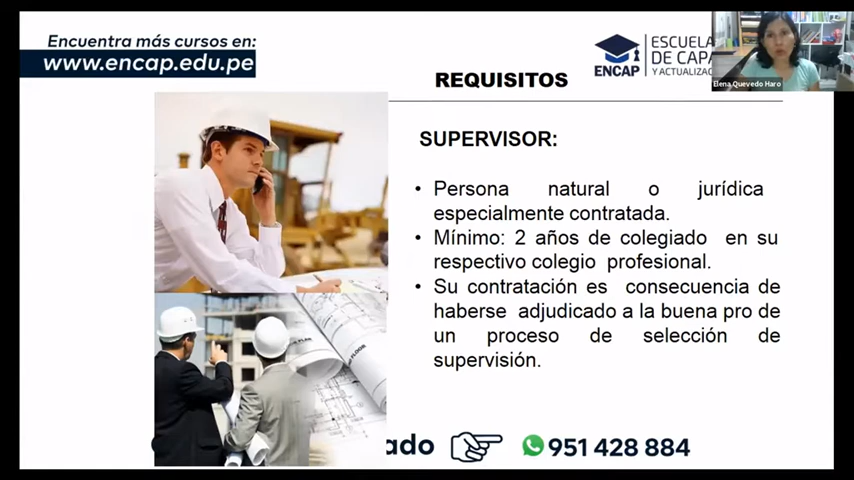 Encuentra más cursos en:
www.encap.edu.pe
ENCAP
ESCUELA
DE CAPA
Y ACTUALIZACI
Elena Quevedo Haro
REQUISITOS
SUPERVISOR:
• Persona natural o jurídica
especialmente contratada.
• Mínimo: 2 años de colegiado en su
respectivo colegio profesional.
• Su contratación es consecuencia de
haberse adjudicado a la buena pro de
un proceso de selección de
supervisión.
FLOOR
ado
951 428 884